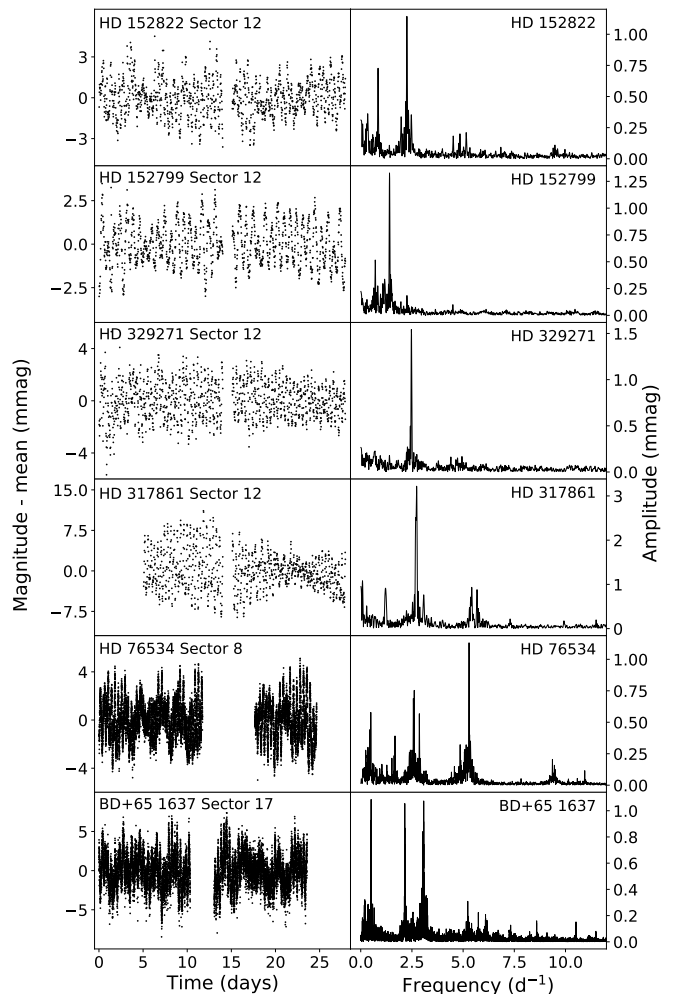 HD 152822 Sector 12
HD 152822
3
0
−3
1.00
0.75
0.50
0.25
0.00
HD 152799 Sector 12
HD 152799
2.5
0.0
−2.5
1.25
1.00
0.75
0.50
0.25
0.00
HD 329271 Sector 12
HD 329271
4
0
−4
1.5
1.0
0.5
0.0
HD 317861 Sector 12
HD 317861
15.0
7.5
0.0
−7.5
3
2
1
0
HD 76534 Sector 8
HD 76534
4
0
−4
1.00
0.75
0.50
0.25
0.00
BD+65 1637 Sector 17
BD+65 1637
5
0
−5
1.0
0.8
0.6
0.4
0.2
0.0
0 5 10 15 20 25
0.0 2.5 5.0 7.5 10.0
Time (days)
Frequency (d⁻¹)
Magnitude - mean (mmag)
Amplitude (mmag)